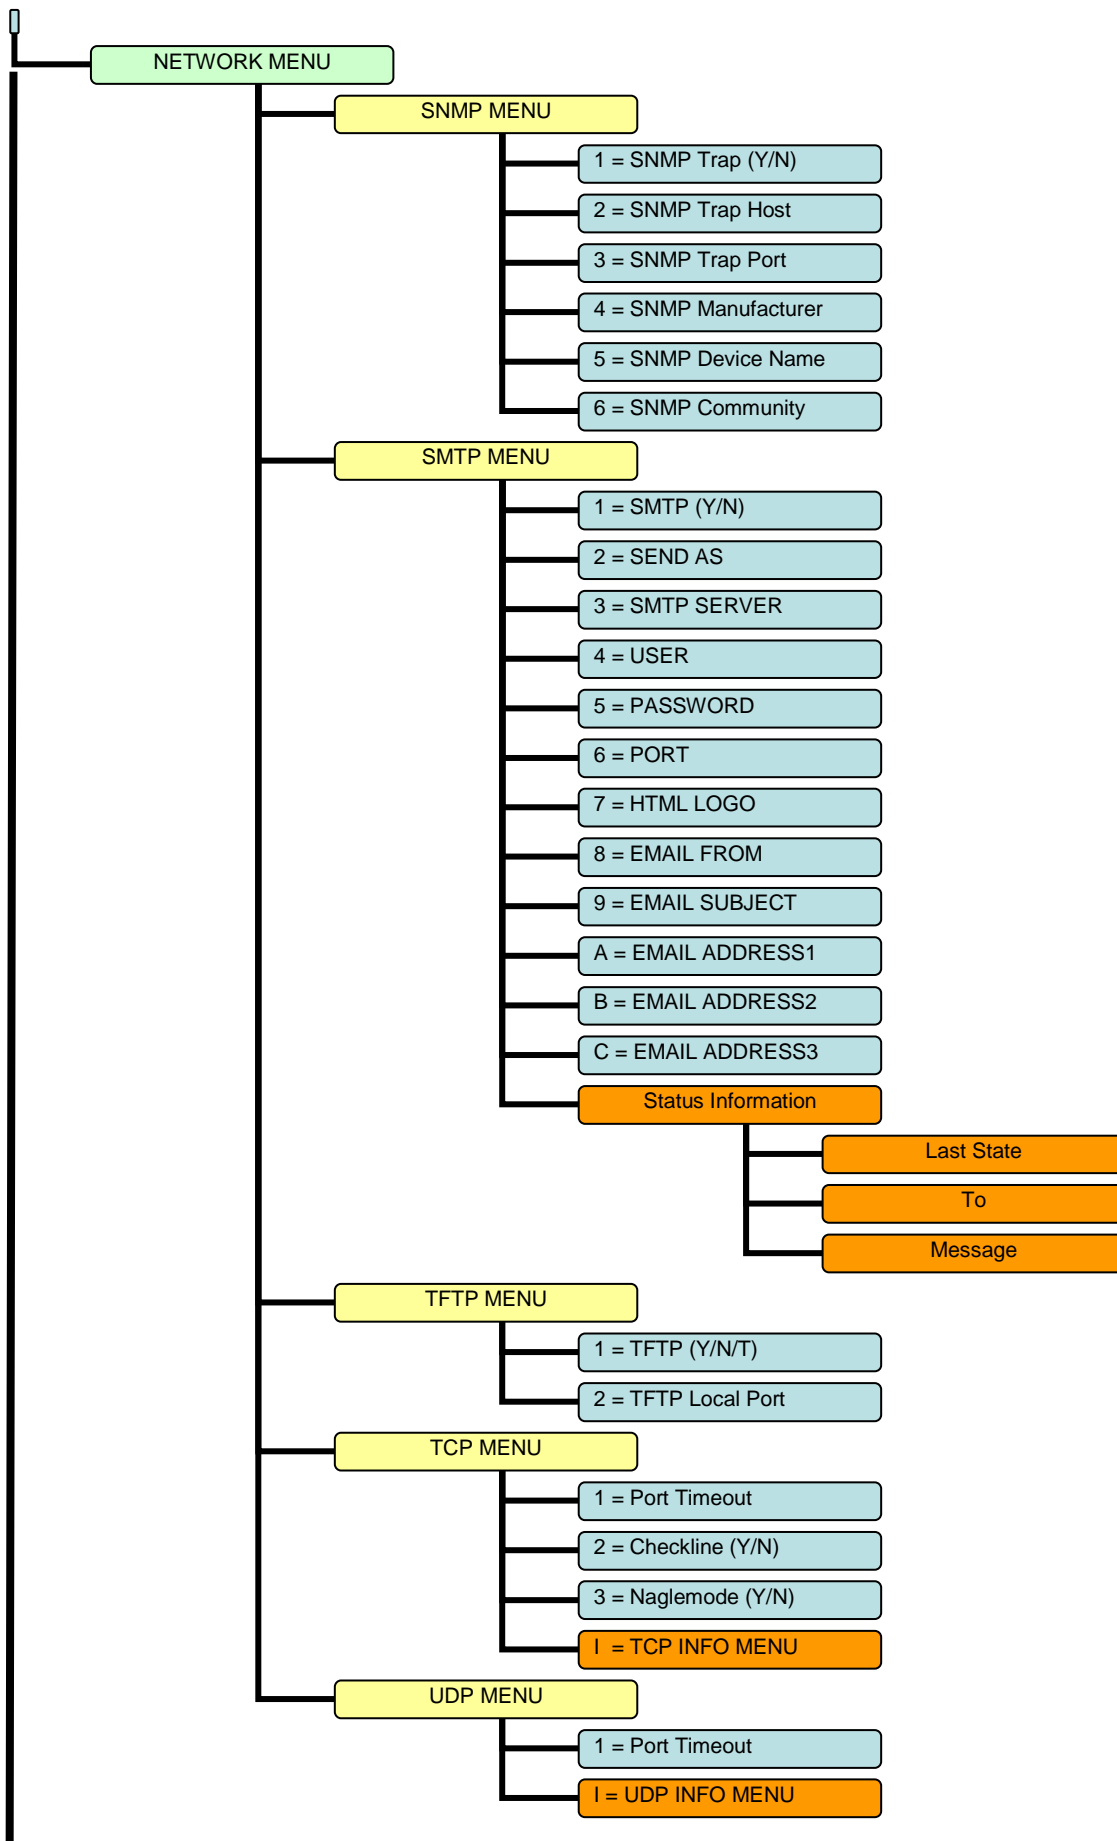 NETWORK MENU
SNMP MENU
1 = SNMP Trap (Y/N)
2 = SNMP Trap Host
3 = SNMP Trap Port
4 = SNMP Manufacturer
5 = SNMP Device Name
6 = SNMP Community
SMTP MENU
1 = SMTP (Y/N)
2 = SEND AS
3 = SMTP SERVER
4 = USER
5 = PASSWORD
6 = PORT
7 = HTML LOGO
8 = EMAIL FROM
9 = EMAIL SUBJECT
A = EMAIL ADDRESS1
B = EMAIL ADDRESS2
C = EMAIL ADDRESS3
Status Information
Last State
To
Message
TFTP MENU
1 = TFTP (Y/N/T)
2 = TFTP Local Port
TCP MENU
1 = Port Timeout
2 = Checkline (Y/N)
3 = Naglemode (Y/N)
I  = TCP INFO MENU
UDP MENU
1 = Port Timeout
I = UDP INFO MENU